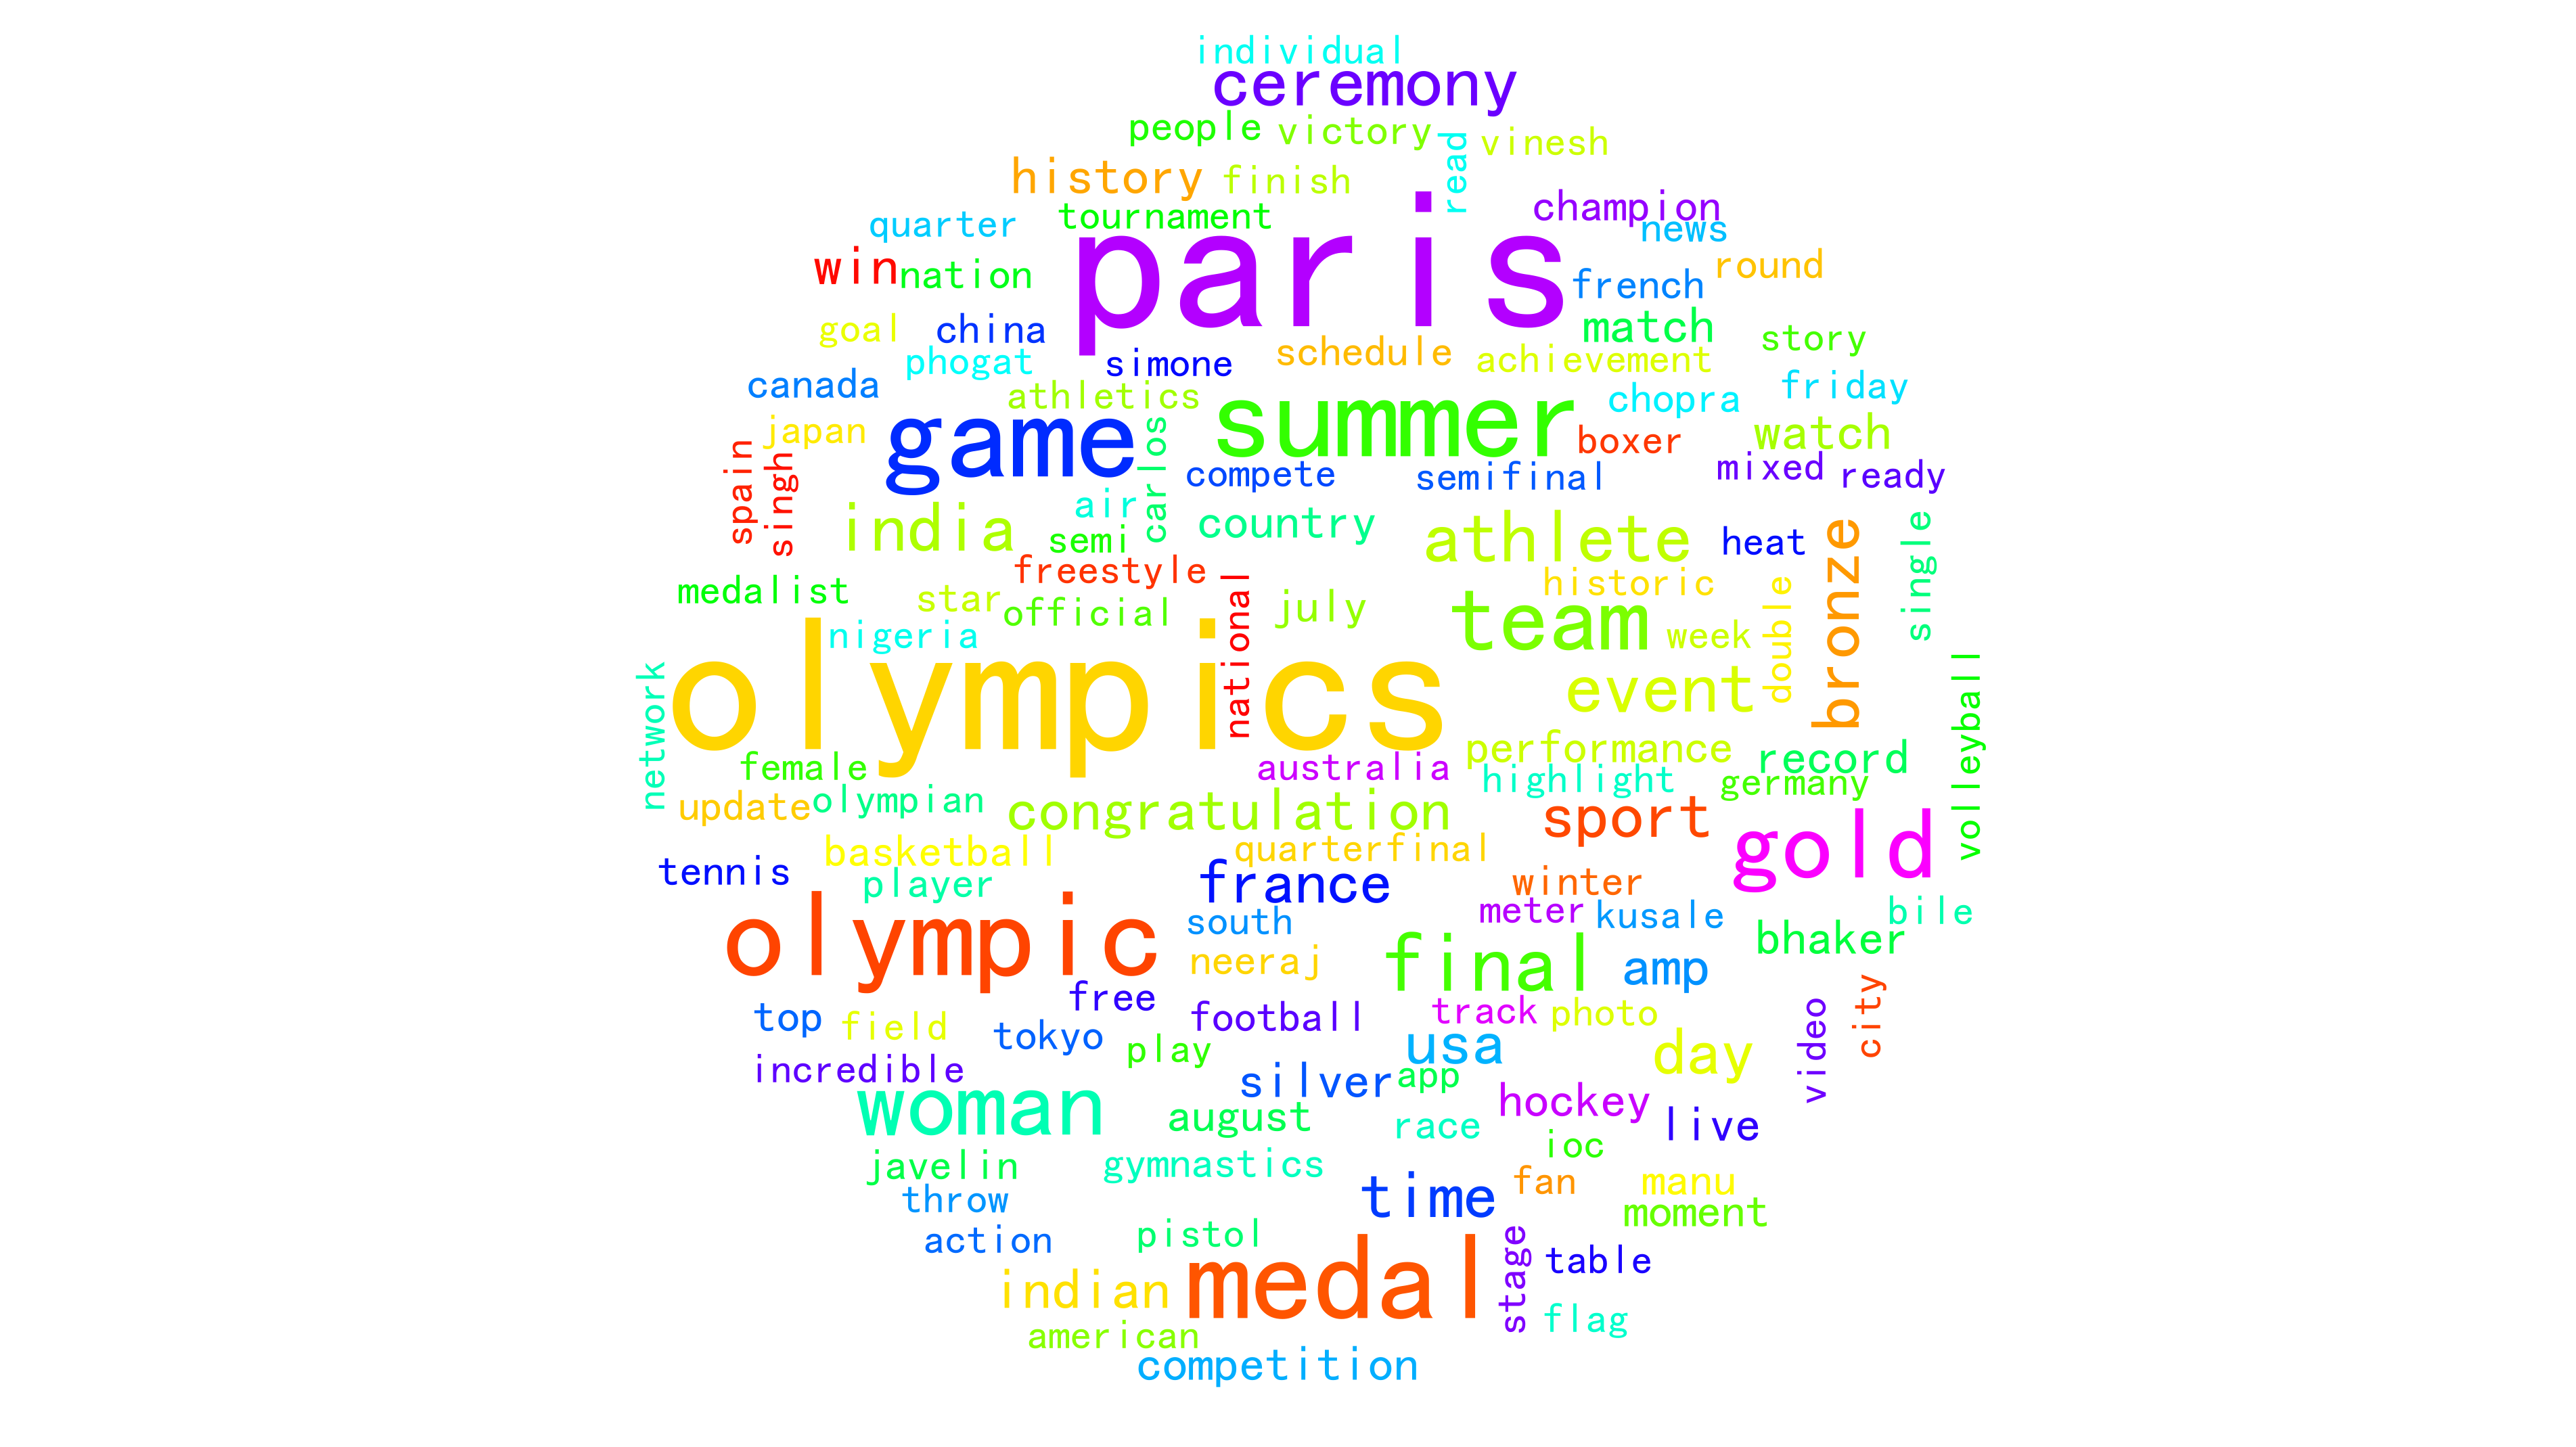 individual
ceremony
people
victory
read
vinesh
history
finish
champion
quarter
tournament
paris
news
win
nation
french
round
goal
china
match
story
phogat
simone
schedule
achievement
canada
athletics
chopra
friday
japan
game
carlos
summer
boxer
watch
spain
singh
compete
semifinal
mixed
ready
air
india
semi
country
athlete
heat
bronze
single
freestyle
historic
medalist
star
official
national
july
team
week
double
nigeria
network
olympics
event
volleyball
performance
record
female
australia
highlight
germany
update
olympian
congratulation
sport
gold
basketball
quarterfinal
tennis
player
france
winter
meter
kusale
bile
olympic
south
bhaker
neeraj
final
amp
free
city
top
field
tokyo
football
track
photo
video
play
usa
day
incredible
silver
app
woman
august
race
hockey
live
ioc
javelin
gymnastics
throw
time
fan
manu
moment
action
pistol
stage
table
indian
medal
flag
american
competition